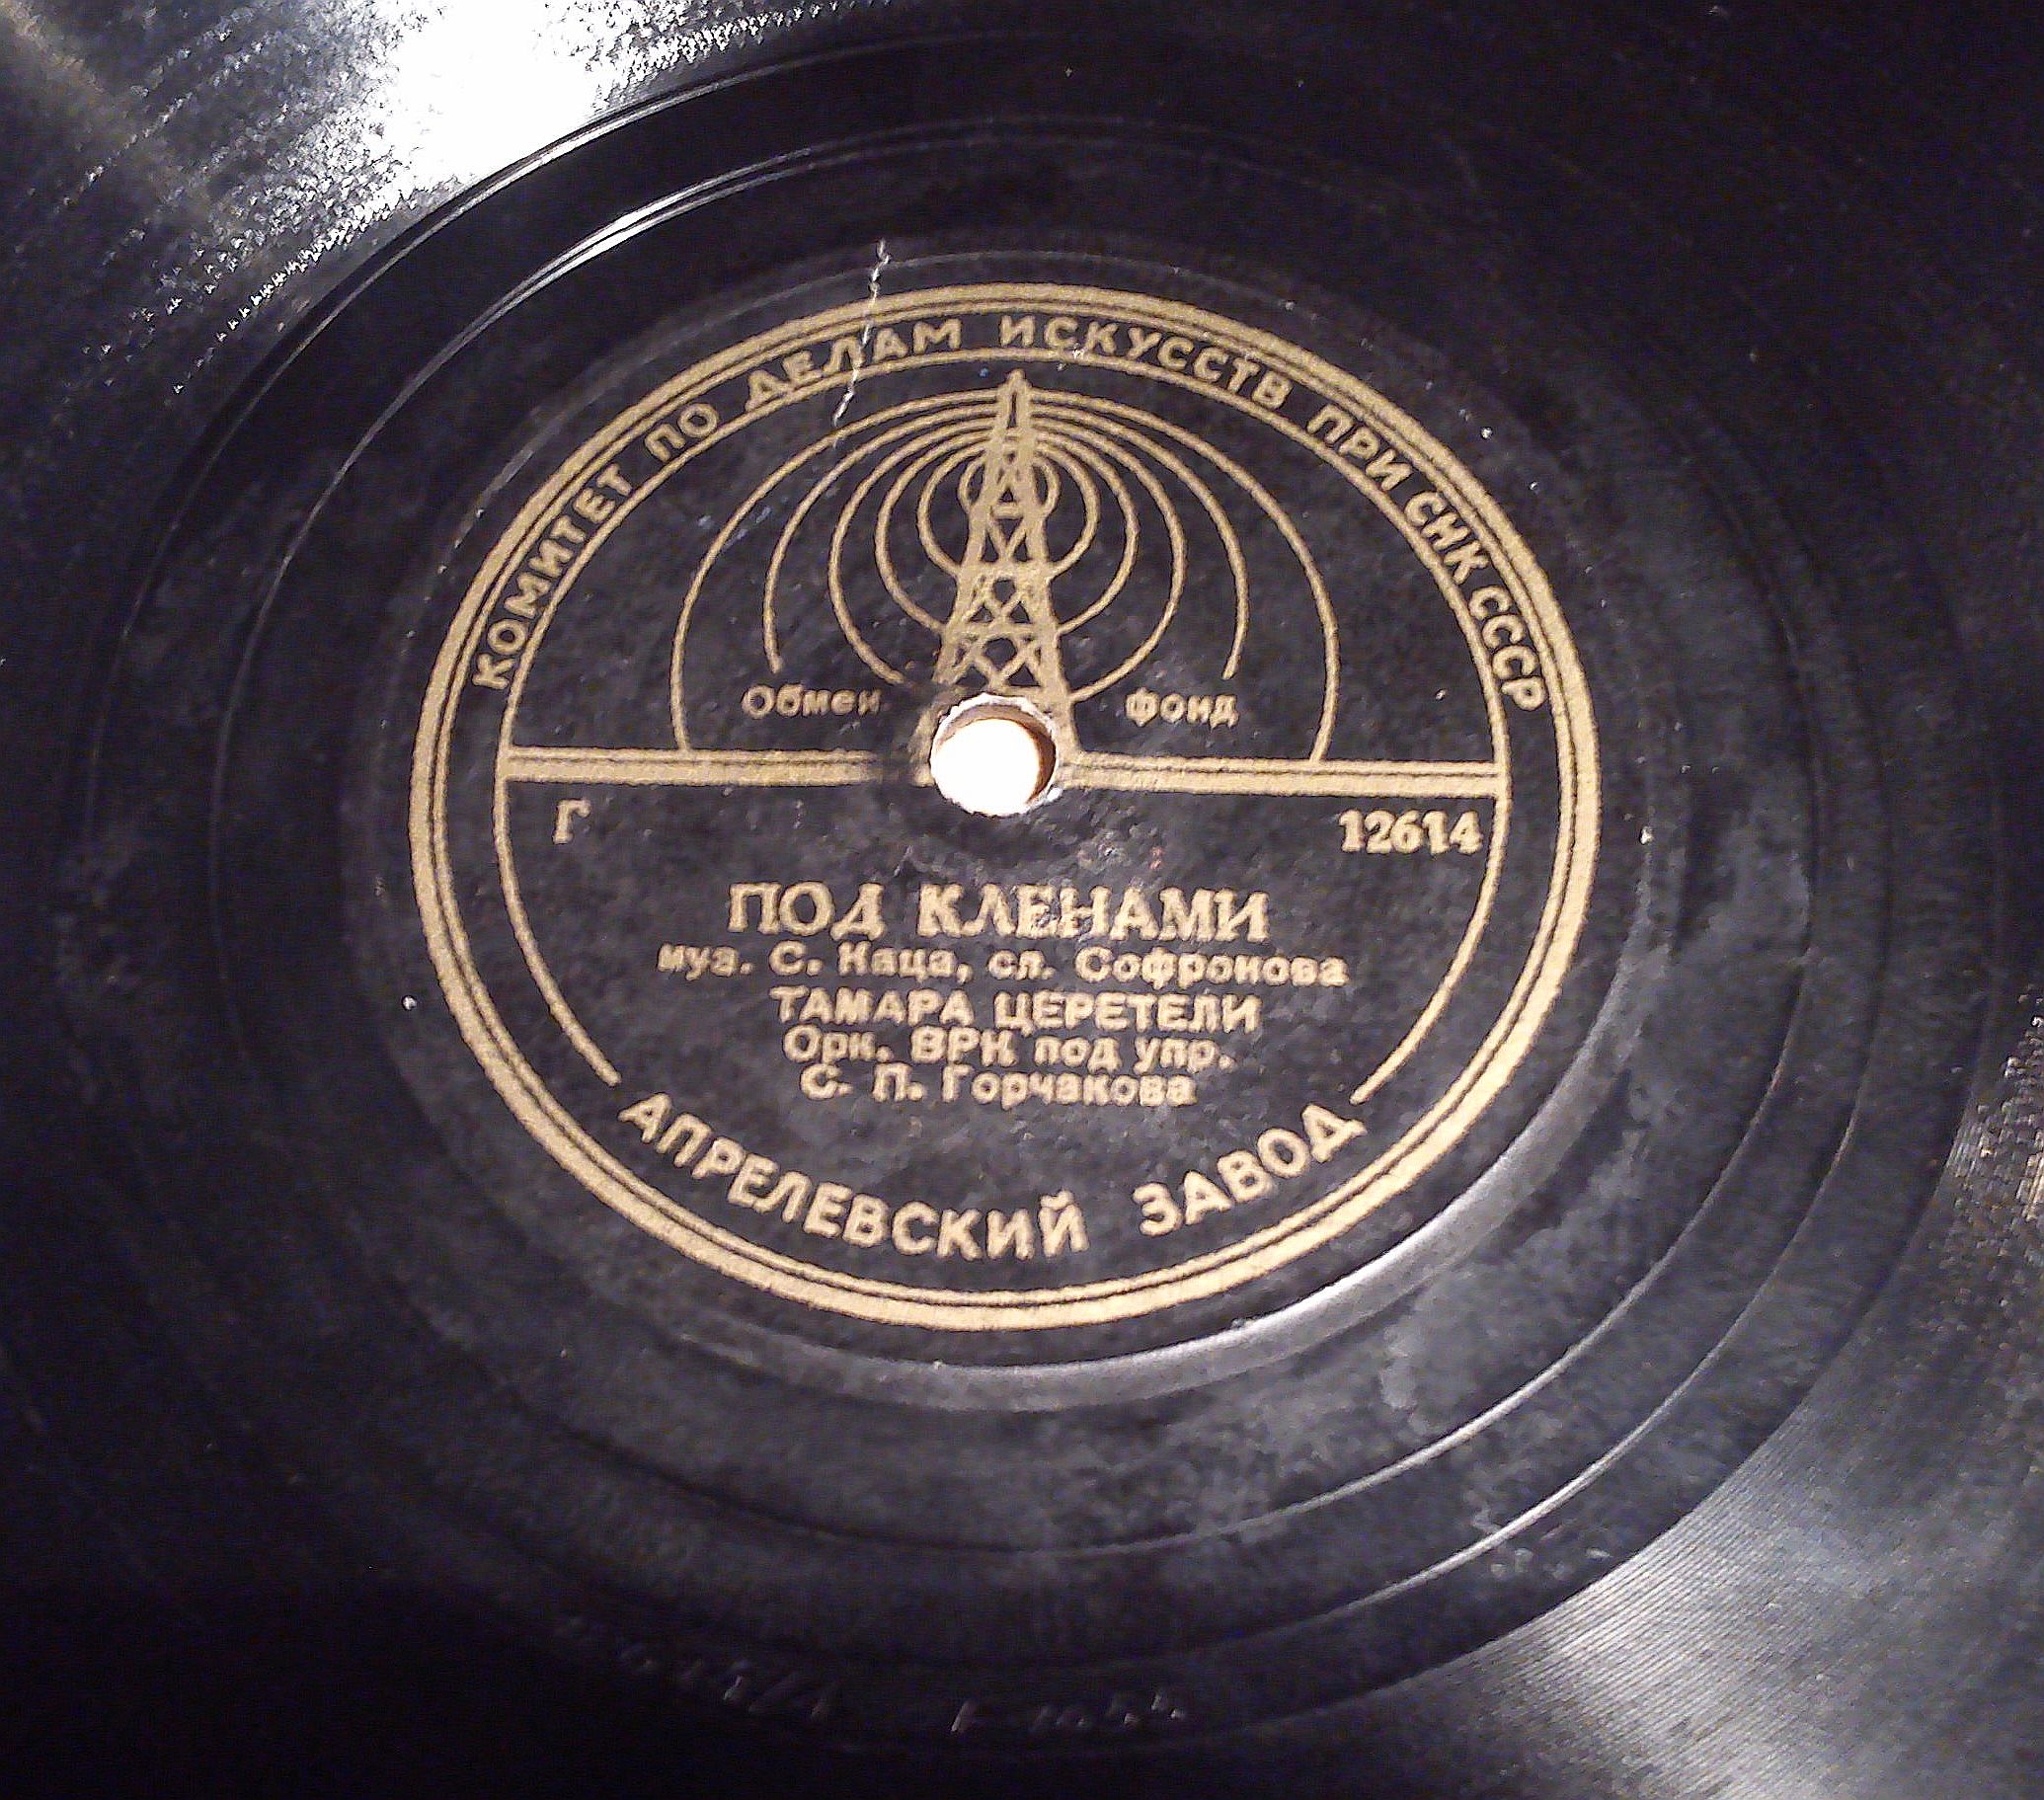 КОМИТЕТ ПО ДЕЛАМ ИСКУССТВ ПРИ СНК СССР
Обмен фонд
Г 12614
ПОД КЛЕНАМИ
муз. С. Каца, сл. Софронова
ТАМАРА ЦЕРЕТЕЛИ
Орк. ВРК под упр.
С. П. Горчакова
АПРЕЛЕВСКИЙ ЗАВОД